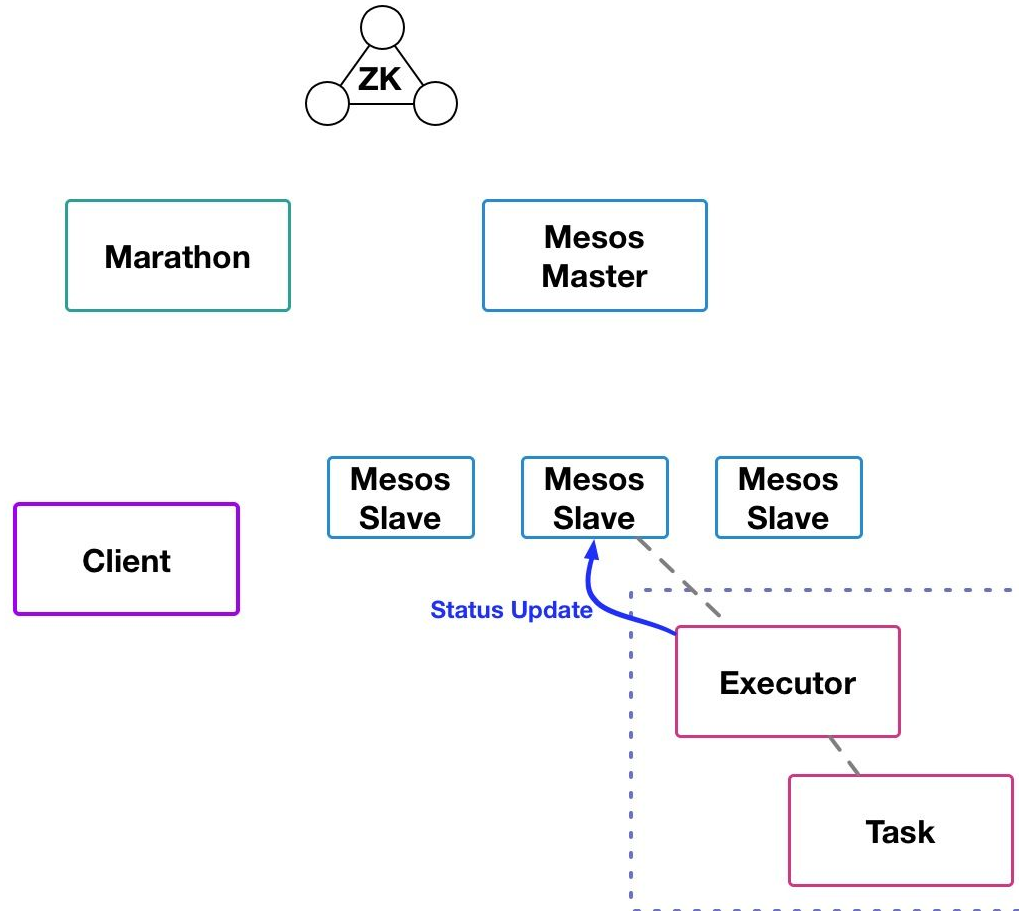 ZK
Marathon
Mesos
Master
Mesos
Slave
Mesos
Slave
Mesos
Slave
Client
Status Update
Executor
Task